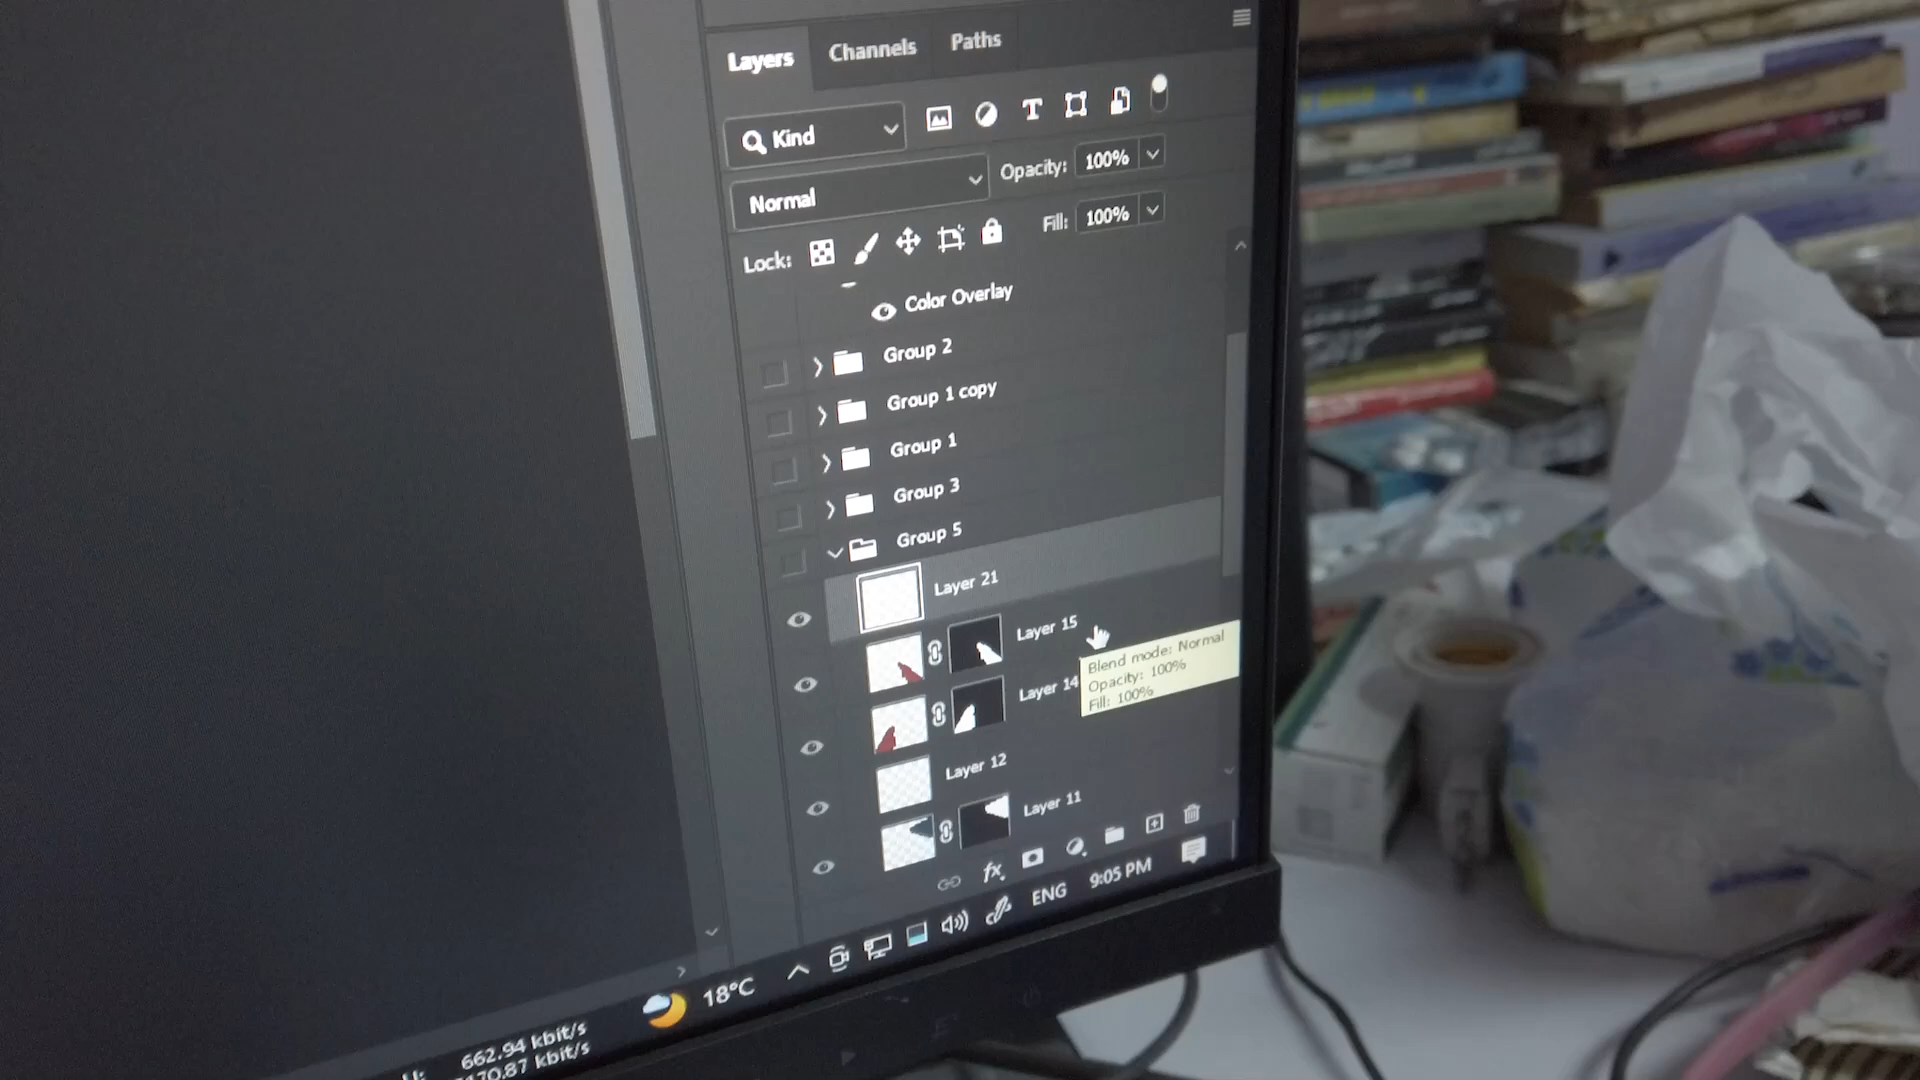 Layers Channels Paths
Kind T
Normal Opacity: 100%
Lock: Fill: 100%
Color Overlay
Group 2
Group 1 copy
Group 1
Group 3
Group 5
Layer 21
Layer 15
Blend mode: Normal
Opacity: 100%
Fill: 100%
Layer 14
Layer 12
Layer 11
fx
18°C ENG 9:05 PM
662.94 kbit/s